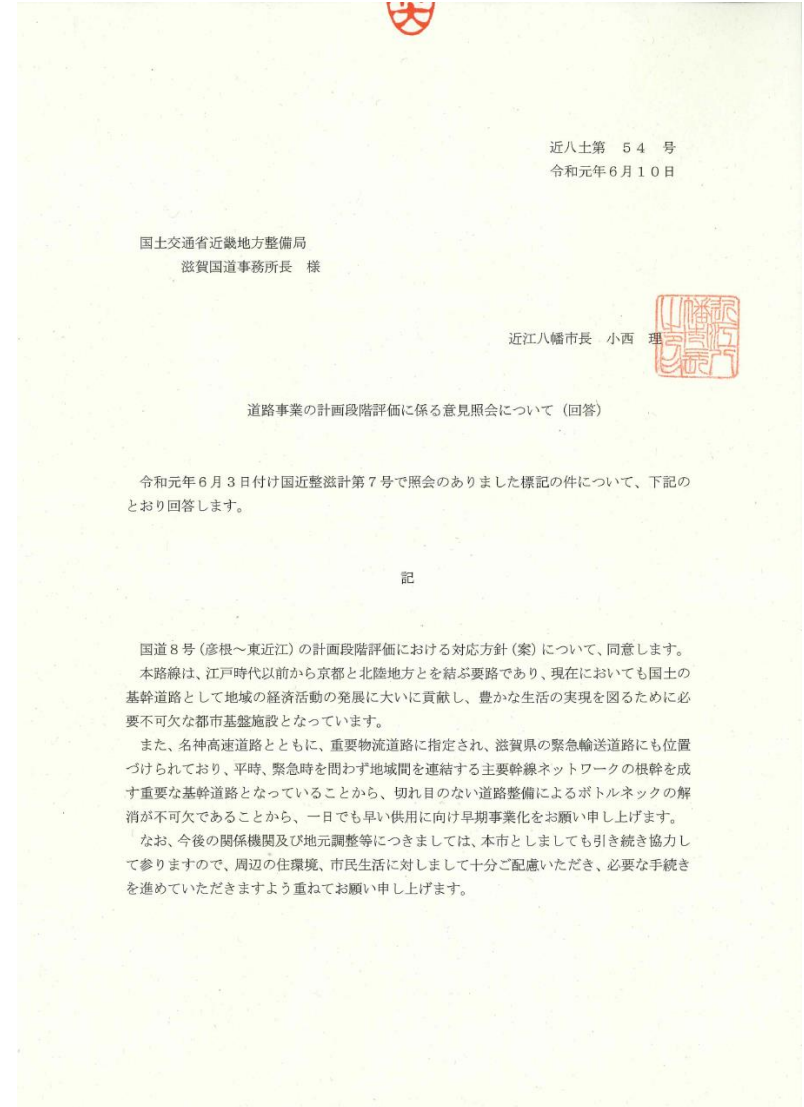 近八土第　５４　号
令和元年６月１０日
国土交通省近畿地方整備局
滋賀国道事務所長　様
近江八幡市長　小西　理
道路事業の計画段階評価に係る意見照会について（回答）
令和元年６月３日付け国近整滋計第７号で照会のありました標記の件について、下記の
とおり回答します。
記
国道８号（彦根～東近江）の計画段階評価における対応方針（案）について、同意します。
本路線は、江戸時代以前から京都と北陸地方とを結ぶ要路であり、現在においても国土の
基幹道路として地域の経済活動の発展に大いに貢献し、豊かな生活の実現を図るために必
要不可欠な都市基盤施設となっています。
また、名神高速道路とともに、重要物流道路に指定され、滋賀県の緊急輸送道路にも位置
づけられており、平時、緊急時を問わず地域間を連結する主要幹線ネットワークの根幹を成
す重要な基幹道路となっていることから、切れ目のない道路整備によるボトルネックの解
消が不可欠であることから、一日でも早い供用に向け早期事業化をお願い申し上げます。
なお、今後の関係機関及び地元調整等につきましては、本市としましても引き続き協力し
て参りますので、周辺の住環境、市民生活に対しまして十分ご配慮いただき、必要な手続き
を進めていただきますよう重ねてお願い申し上げます。